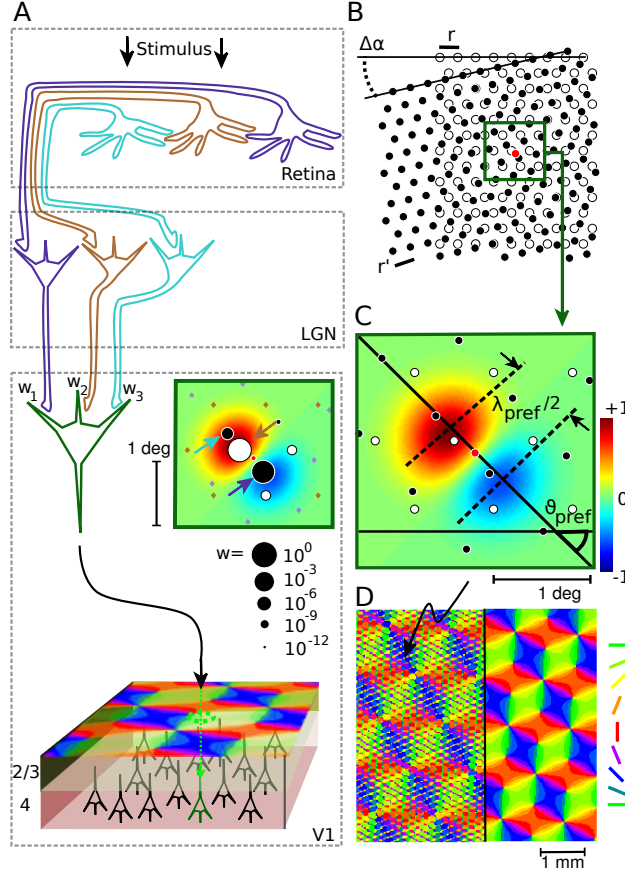 A
Stimulus
Retina
LGN
w1 w2 w3
1 deg
w=
10^0
10^-3
10^-6
10^-9
10^-12
2/3
4
V1
B
Δα
r
r'
C
λpref/2
ϑpref
+1
0
-1
1 deg
D
1 mm